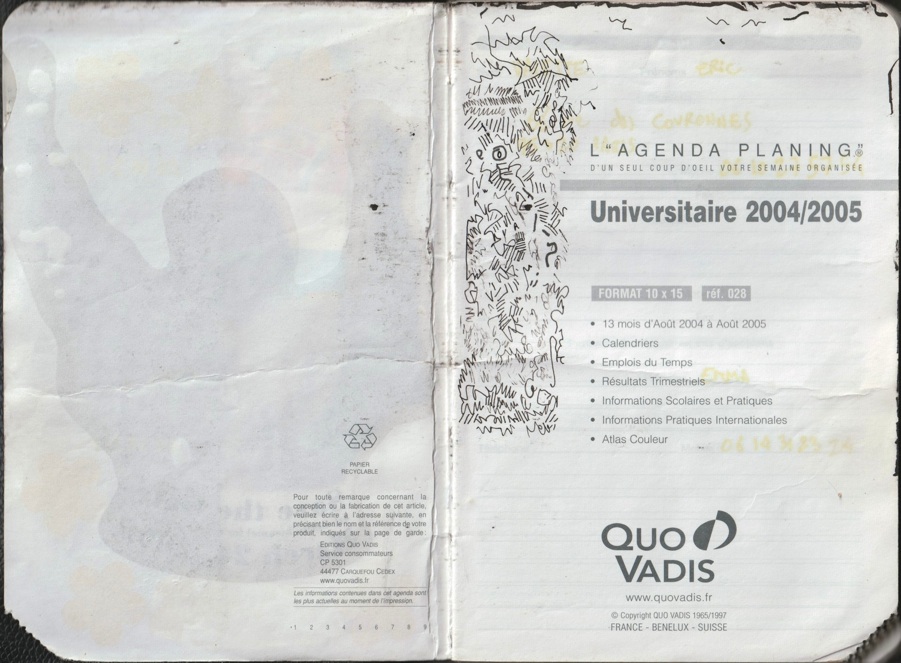 PAPIER
RECYCLABLE
Pour toute remarque concernant la
conception ou la fabrication de cet article,
veuillez écrire à l'adresse suivante, en
précisant bien le nom et la référence de votre
produit, indiqués sur la page de garde:
EDITIONS QUO VADIS
Service consommateurs
CP 5301
44477 CARQUEFOU CEDEX
www.quovadis.fr
Les informations contenues dans cet agenda sont
les plus actuelles au moment de l'impression.
-1 2 3 4 5 6 7 8 9
ERIC
des COURONNES
L'"AGENDA PLANING"®
D'UN SEUL COUP D'OEIL VOTRE SEMAINE ORGANISÉE
Universitaire 2004/2005
FORMAT 10 x 15 réf. 028
• 13 mois d'Août 2004 à Août 2005
• Calendriers
• Emplois du Temps
• Résultats Trimestriels
• Informations Scolaires et Pratiques
• Informations Pratiques Internationales
• Atlas Couleur
QUO
VADIS
www.quovadis.fr
© Copyright QUO VADIS 1965/1997
FRANCE - BENELUX - SUISSE